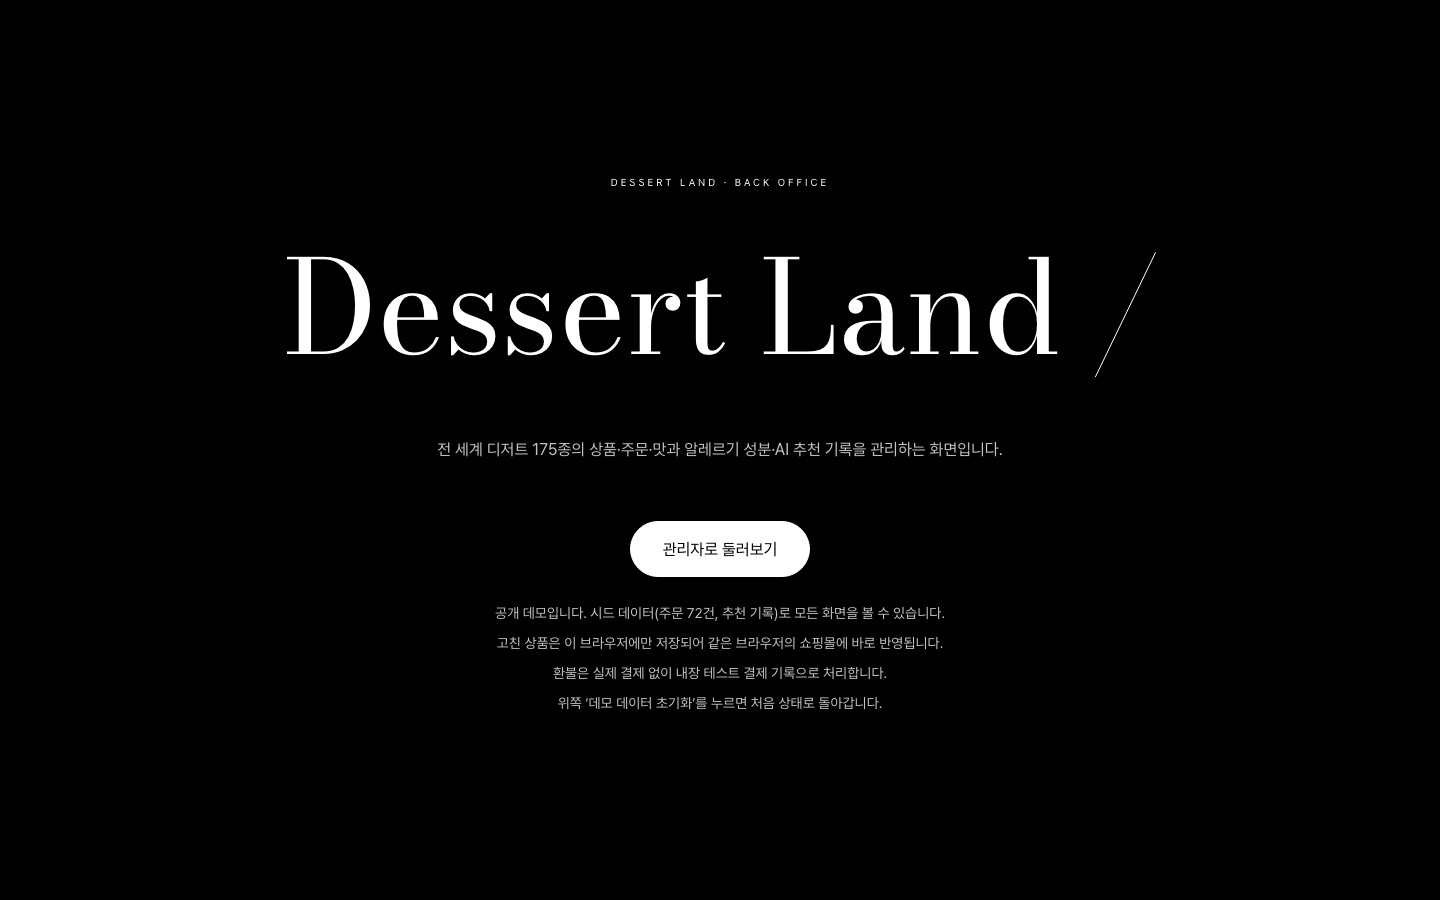 DESSERT LAND · BACK OFFICE
Dessert Land /
전 세계 디저트 175종의 상품·주문·맛과 알레르기 성분·AI 추천 기록을 관리하는 화면입니다.
관리자로 둘러보기
공개 데모입니다. 시드 데이터(주문 72건, 추천 기록)로 모든 화면을 볼 수 있습니다.
고친 상품은 이 브라우저에만 저장되어 같은 브라우저의 쇼핑몰에 바로 반영됩니다.
환불은 실제 결제 없이 내장 테스트 결제 기록으로 처리합니다.
위쪽 ‘데모 데이터 초기화’를 누르면 처음 상태로 돌아갑니다.